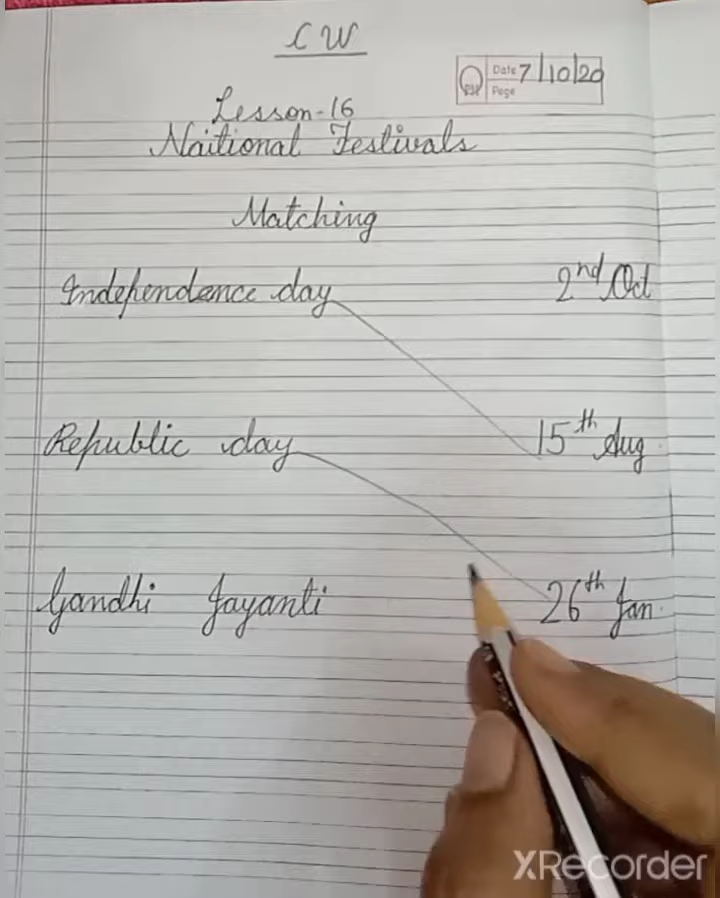 CW
Date 7/10/20
Page
Lesson-16
Naitional Festivals
Matching
Independence day 2nd Oct
Republic day 15th Aug.
Gandhi Jayanti 26th Jan.
XRecorder